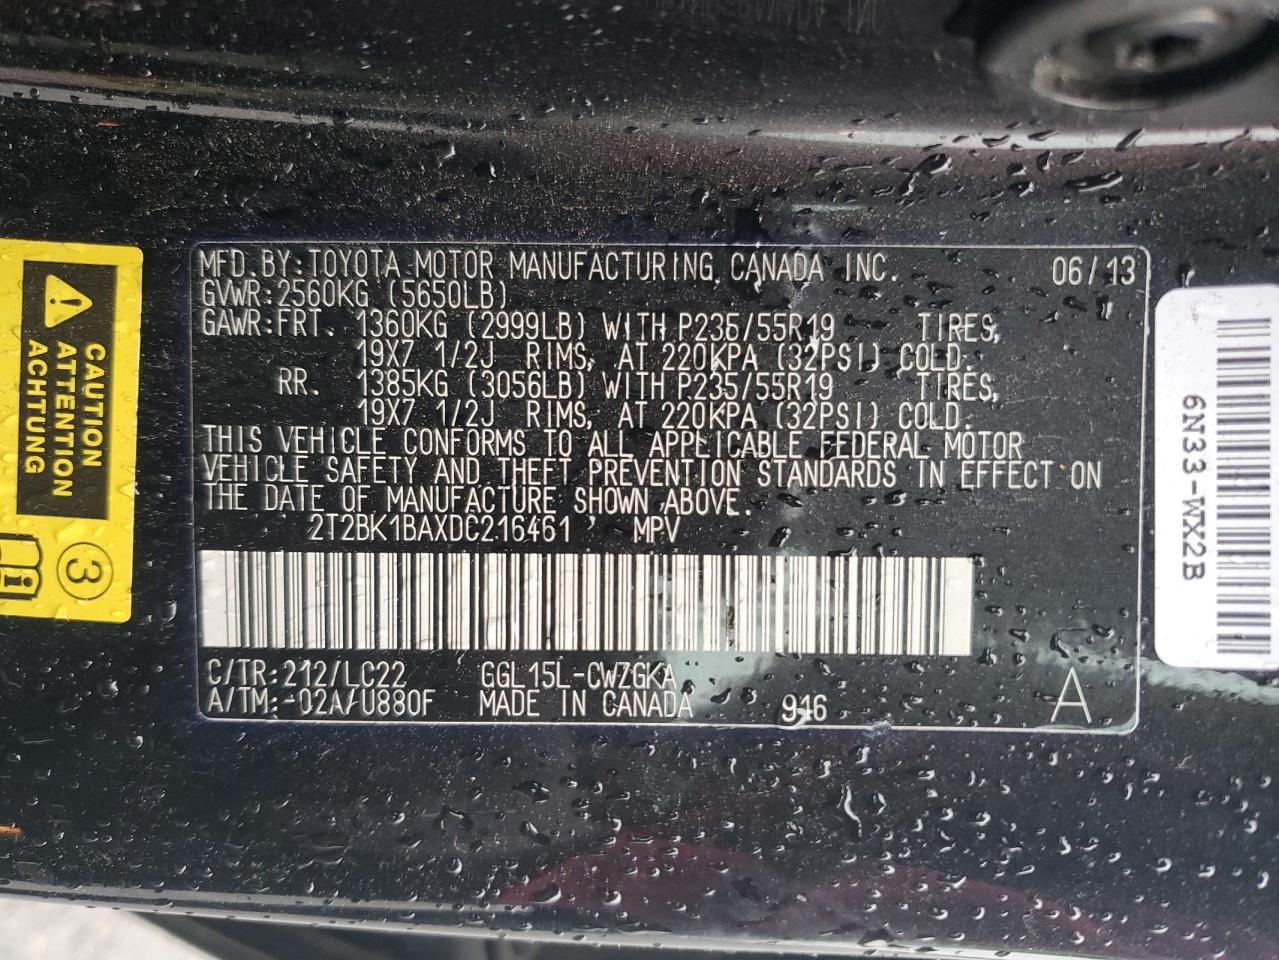 MFD.BY:TOYOTA MOTOR MANUFACTURING CANADA INC. 06/13
GVWR:2560KG (5650LB)
GAWR:FRT. 1360KG (2999LB) WITH P235/55R19 TIRES,
19X7 1/2J RIMS, AT 220KPA (32PSI) COLD.
RR. 1385KG (3056LB) WITH P235/55R19 TIRES,
19X7 1/2J RIMS, AT 220KPA (32PSI) COLD.
THIS VEHICLE CONFORMS TO ALL APPLICABLE FEDERAL MOTOR
VEHICLE SAFETY AND THEFT PREVENTION STANDARDS IN EFFECT ON
THE DATE OF MANUFACTURE SHOWN ABOVE.
2T2BK1BAXDC216461 MPV
C/TR:212/LC22 GGL15L-CWZGKA
A/TM:-02A/U880F MADE IN CANADA 946 A
CAUTION
ATTENTION
ACHTUNG
3
6N33-WX2B